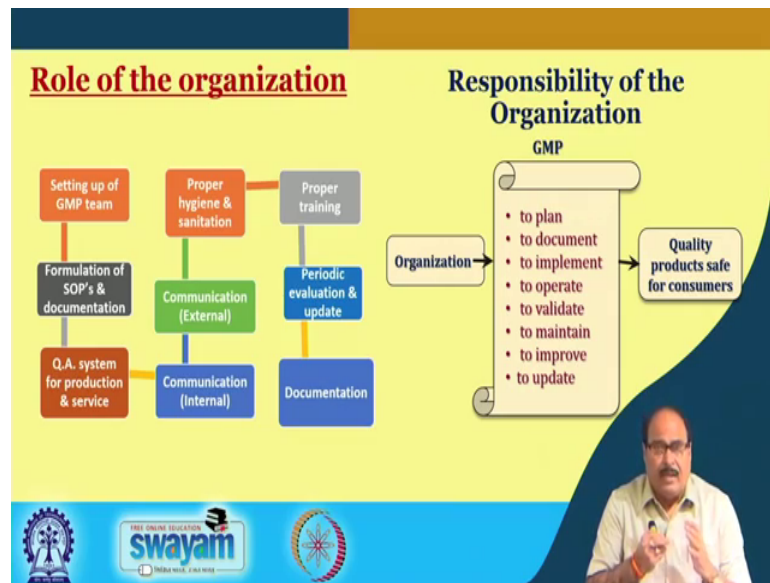 Role of the organization
Setting up of
GMP team
Formulation of
SOP's &
documentation
Q.A. system
for production
& service
Communication
(Internal)
Communication
(External)
Proper
hygiene &
sanitation
Proper
training
Periodic
evaluation &
update
Documentation
Responsibility of the
Organization
GMP
Organization
• to plan
• to document
• to implement
• to operate
• to validate
• to maintain
• to improve
• to update
Quality
products safe
for consumers
FREE ONLINE EDUCATION
swayam